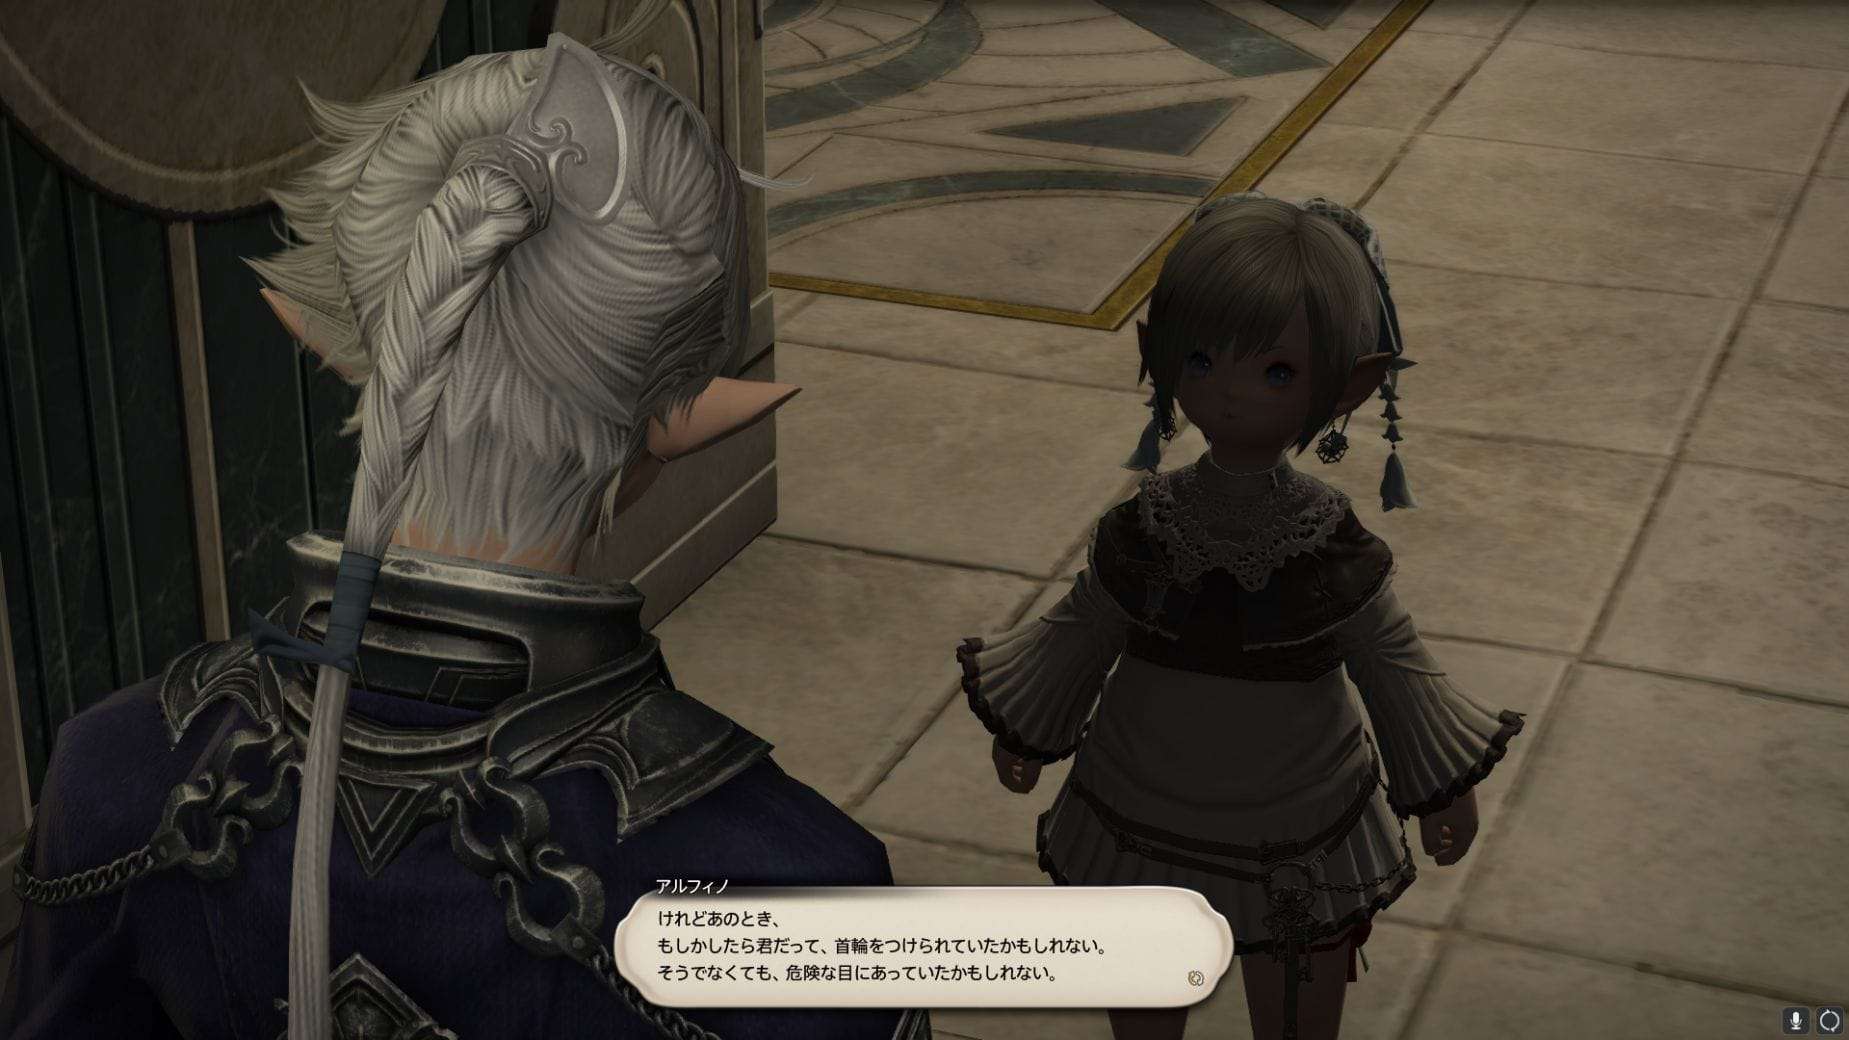 アルフィノ
けれどあのとき、
もしかしたら君だって、首輪をつけられていたかもしれない。
そうでなくても、危険な目にあっていたかもしれない。